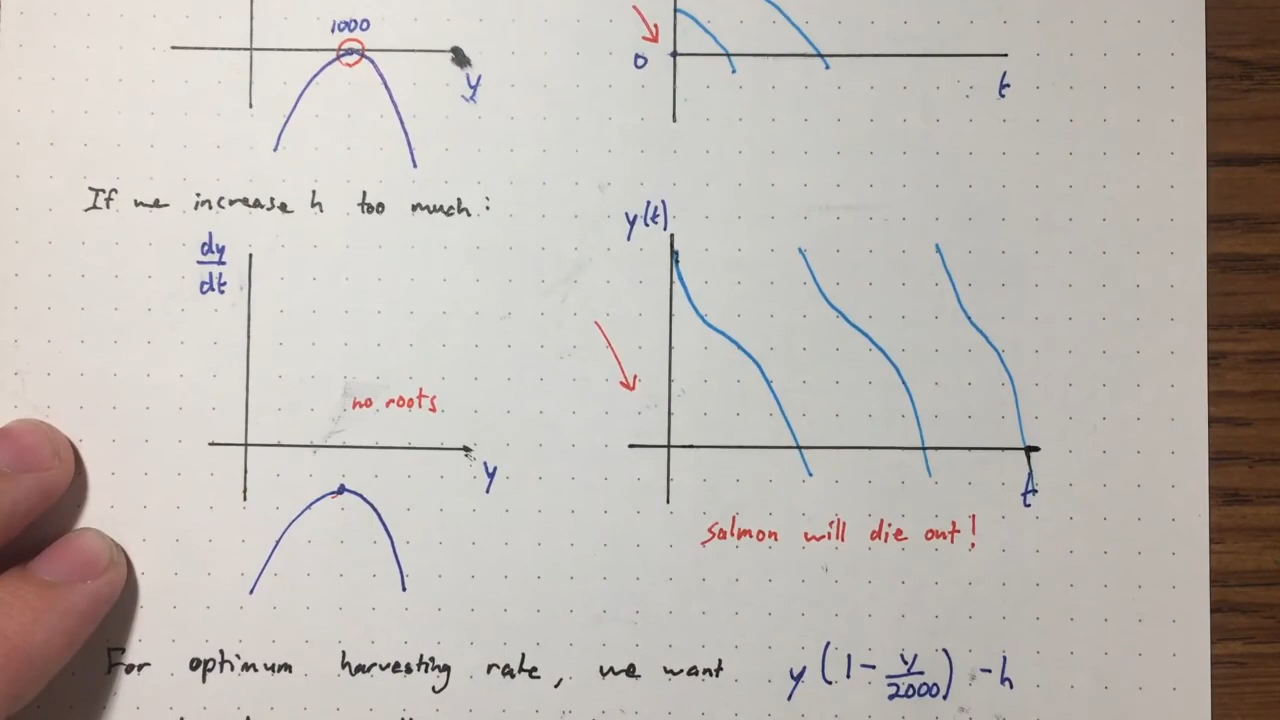 1000
y
0
t
If we increase h too much:
dy
dt
no roots.
y
y(t)
t
salmon will die out!
For optimum harvesting rate, we want y(1-y/2000)-h